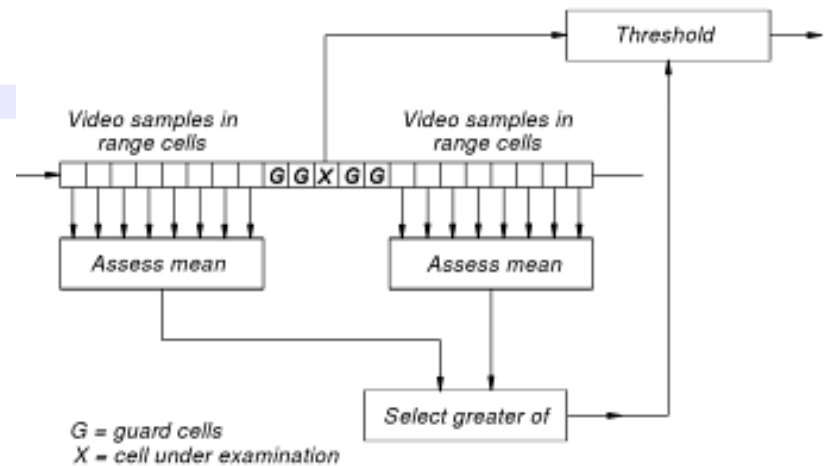 Threshold
Video samples in
range cells
Video samples in
range cells
G G X G G
Assess mean
Assess mean
Select greater of
G = guard cells
X = cell under examination